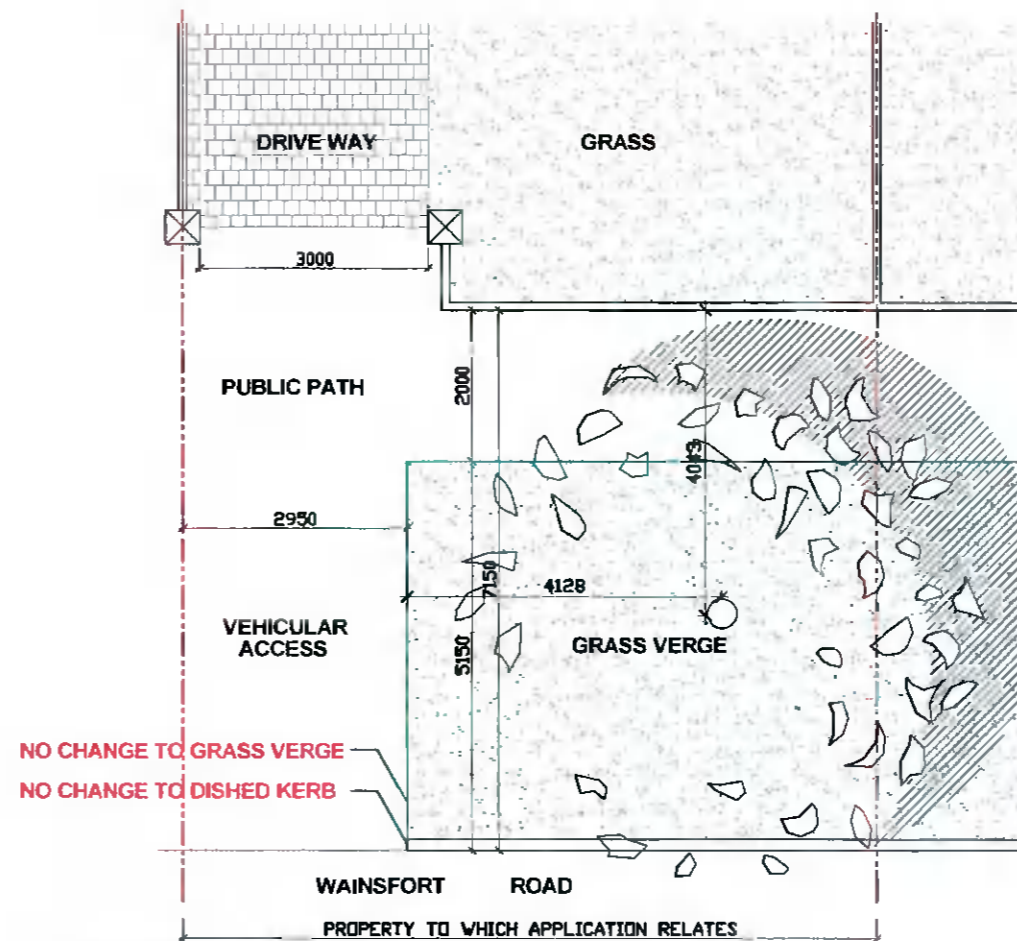 DRIVE WAY
GRASS
3000
PUBLIC PATH
2000
4043
2950
7150
4128
VEHICULAR
ACCESS
5150
GRASS VERGE
NO CHANGE TO GRASS VERGE
NO CHANGE TO DISHED KERB
WAINSFORT ROAD
PROPERTY TO WHICH APPLICATION RELATES